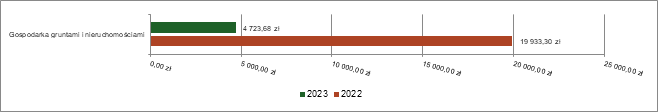 4 723,68 zł
Gospodarka gruntami i nieruchomościami
19 933,30 zł
0,00 zł
5 000,00 zł
10 000,00 zł
15 000,00 zł
20 000,00 zł
25 000,00 zł
2023 2022